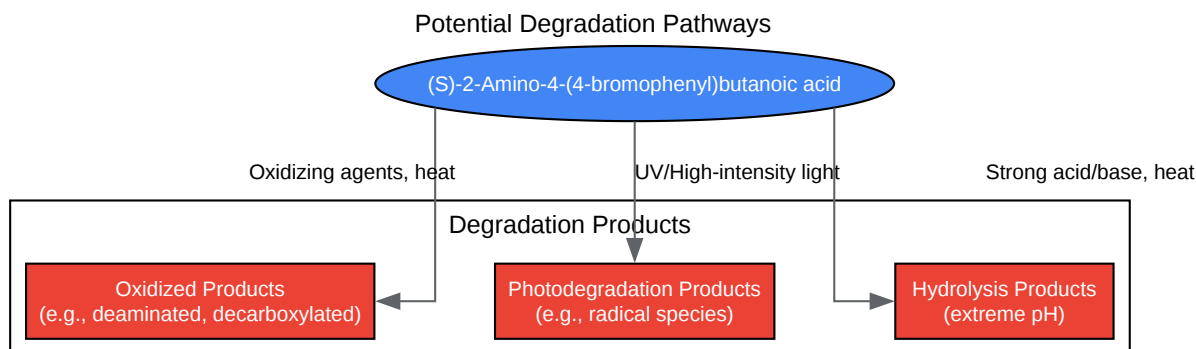 Potential Degradation Pathways
(S)-2-Amino-4-(4-bromophenyl)butanoic acid
Oxidizing agents, heat
UV/High-intensity light
Strong acid/base, heat
Degradation Products
Oxidized Products
(e.g., deaminated, decarboxylated)
Photodegradation Products
(e.g., radical species)
Hydrolysis Products
(extreme pH)